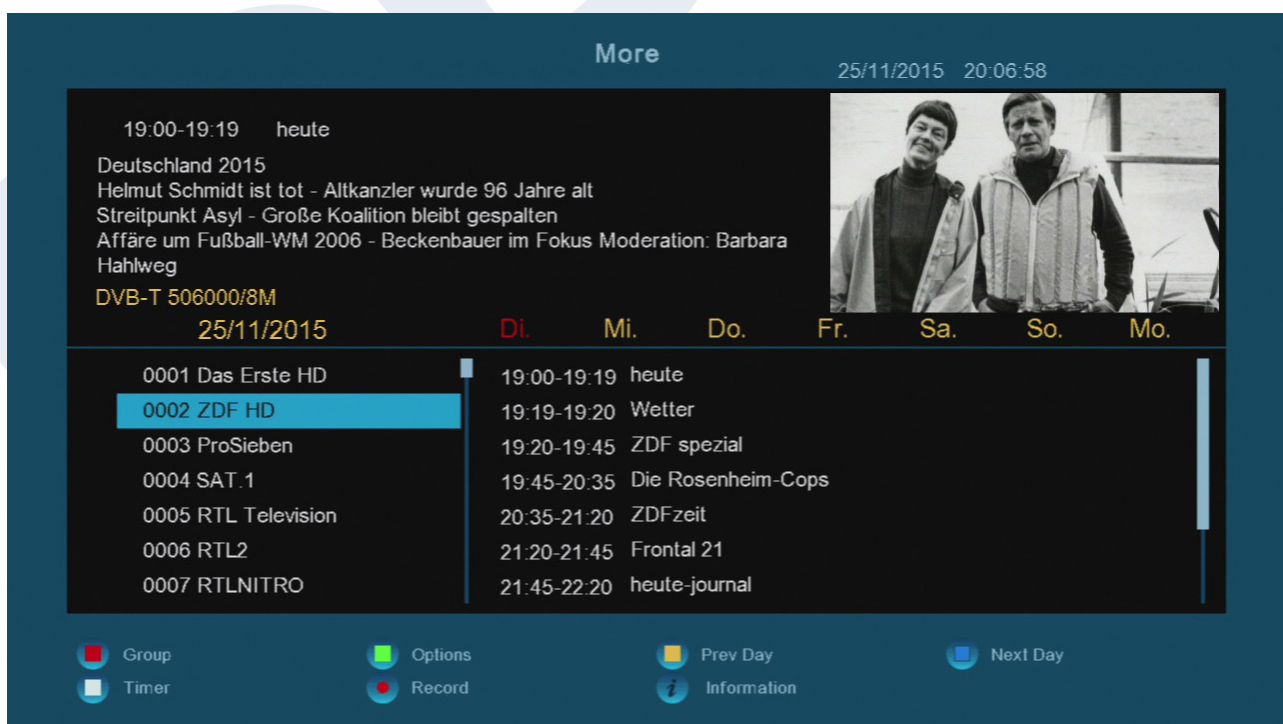 More
25/11/2015 20:06:58
19:00-19:19 heute
Deutschland 2015
Helmut Schmidt ist tot - Altkanzler wurde 96 Jahre alt
Streitpunkt Asyl - Große Koalition bleibt gespalten
Affäre um Fußball-WM 2006 - Beckenbauer im Fokus Moderation: Barbara
Hahlweg
DVB-T 506000/8M
25/11/2015 Di. Mi. Do. Fr. Sa. So. Mo.
0001 Das Erste HD
0002 ZDF HD
0003 ProSieben
0004 SAT.1
0005 RTL Television
0006 RTL2
0007 RTLNITRO
19:00-19:19 heute
19:19-19:20 Wetter
19:20-19:45 ZDF spezial
19:45-20:35 Die Rosenheim-Cops
20:35-21:20 ZDFzeit
21:20-21:45 Frontal 21
21:45-22:20 heute-journal
Group Options Prev Day Next Day
Timer Record i Information